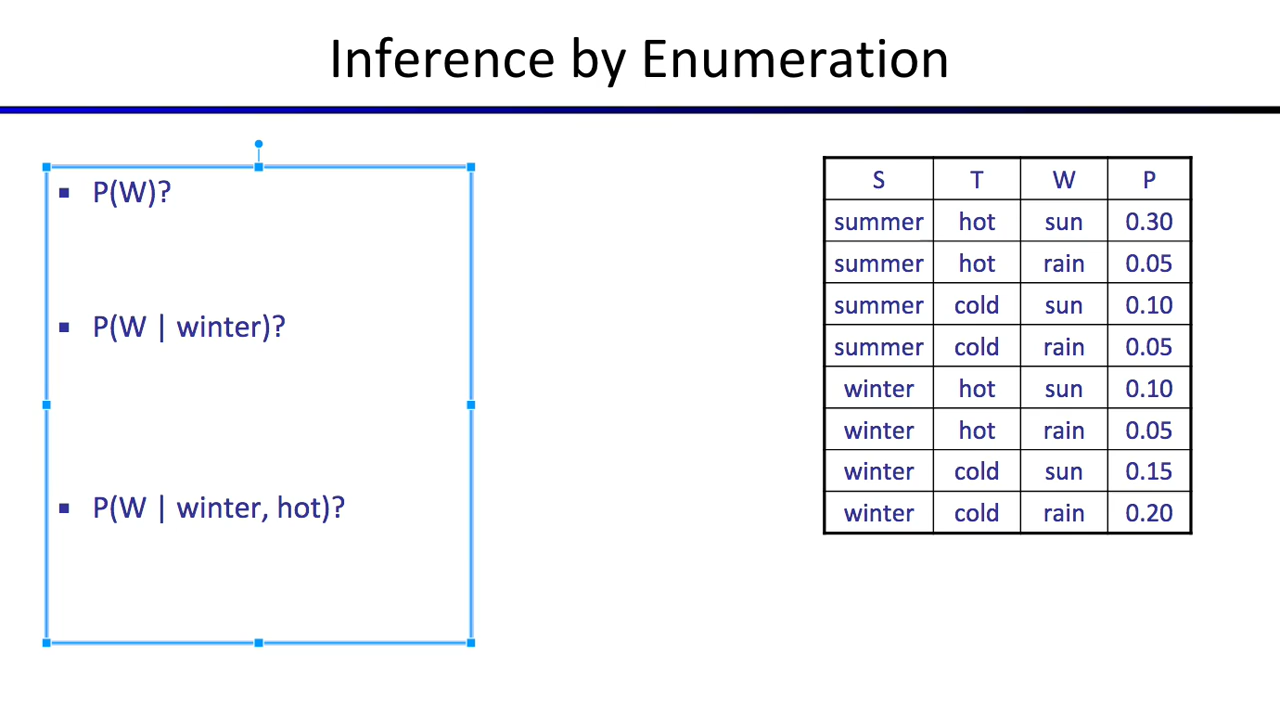 Inference by Enumeration
▪ P(W)?
▪ P(W | winter)?
▪ P(W | winter, hot)?
S T W P
summer hot sun 0.30
summer hot rain 0.05
summer cold sun 0.10
summer cold rain 0.05
winter hot sun 0.10
winter hot rain 0.05
winter cold sun 0.15
winter cold rain 0.20